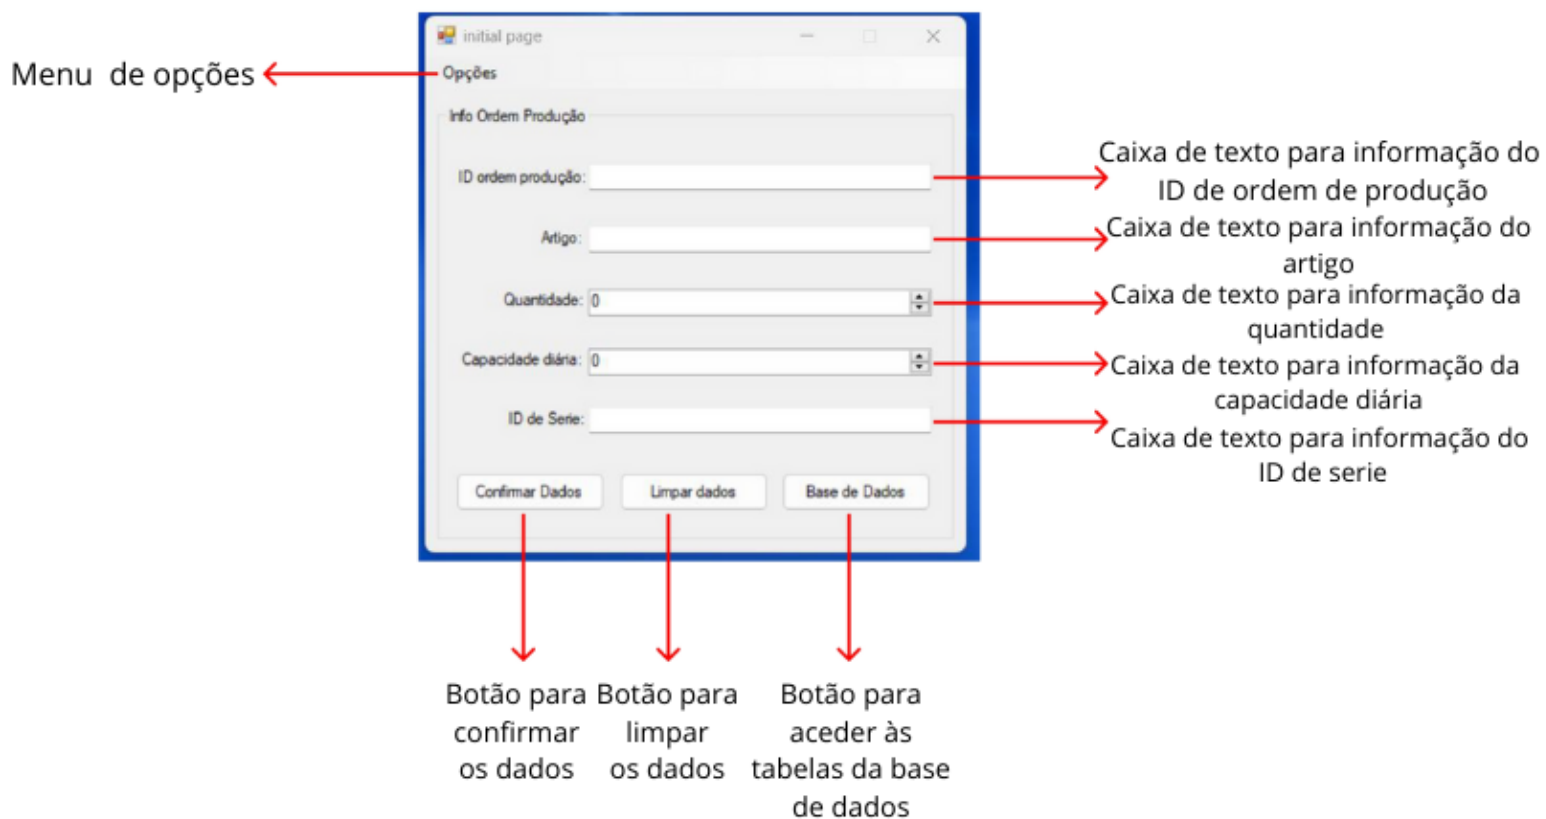 initial page
Menu de opções
Opções
Info Ordem Produção
ID ordem produção:
Caixa de texto para informação do
ID de ordem de produção
Artigo:
Caixa de texto para informação do
artigo
Quantidade: 0
Caixa de texto para informação da
quantidade
Capacidade diária: 0
Caixa de texto para informação da
capacidade diária
ID de Serie:
Caixa de texto para informação do
ID de serie
Confirmar Dados
Limpar dados
Base de Dados
Botão para
confirmar
os dados
Botão para
limpar
os dados
Botão para
aceder às
tabelas da base
de dados